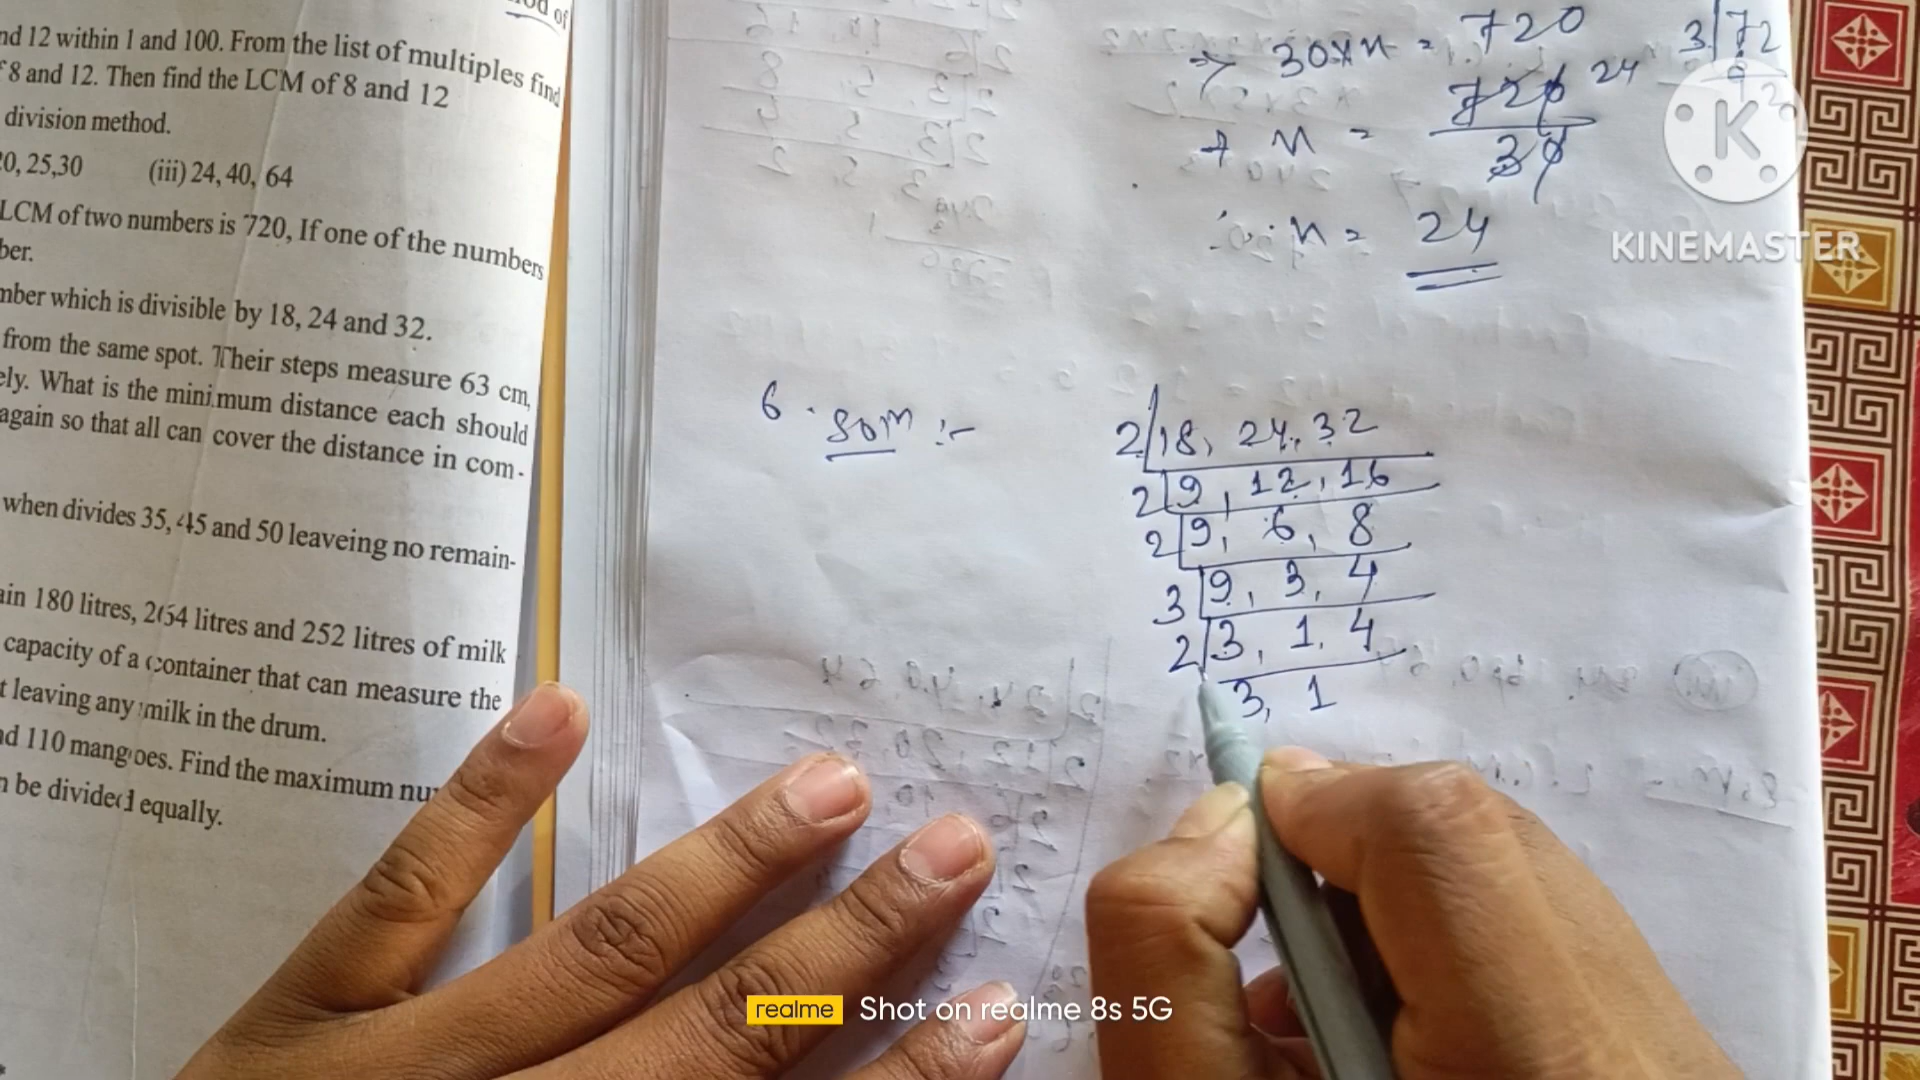 nd 12 within 1 and 100. From the list of multiples find
f 8 and 12. Then find the LCM of 8 and 12
division method.
20, 25,30 (iii) 24, 40, 64
LCM of two numbers is 720, If one of the numbers
ber.
mber which is divisible by 18, 24 and 32.
from the same spot. Their steps measure 63 cm,
ely. What is the minimum distance each should
again so that all can cover the distance in com-
when divides 35, 45 and 50 leaveing no remain-
ain 180 litres, 264 litres and 252 litres of milk
capacity of a container that can measure the
t leaving any milk in the drum.
nd 110 mangoes. Find the maximum nu
n be divided equally.
30×n = 720
n = 720 24
30
3 72
n = 24
6. Soln :-
2 18, 24, 32
2 9, 12, 16
2 9, 6, 8
3 9, 3, 4
2 3, 1, 4
3, 1
K
KINEMASTER
realme Shot on realme 8s 5G